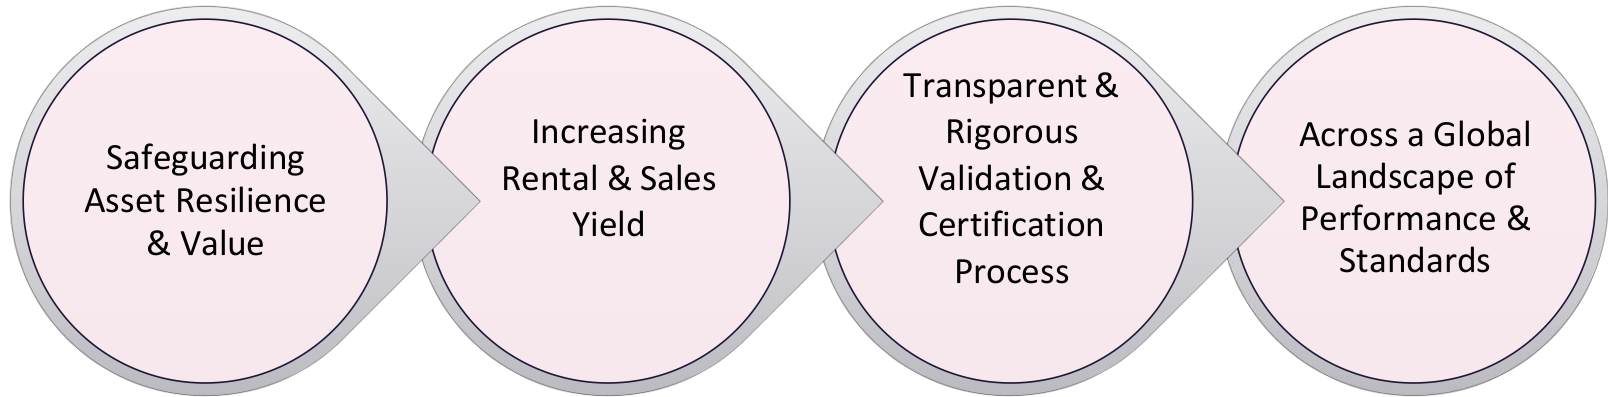 Safeguarding
Asset Resilience
& Value
Increasing
Rental & Sales
Yield
Transparent &
Rigorous
Validation &
Certification
Process
Across a Global
Landscape of
Performance &
Standards